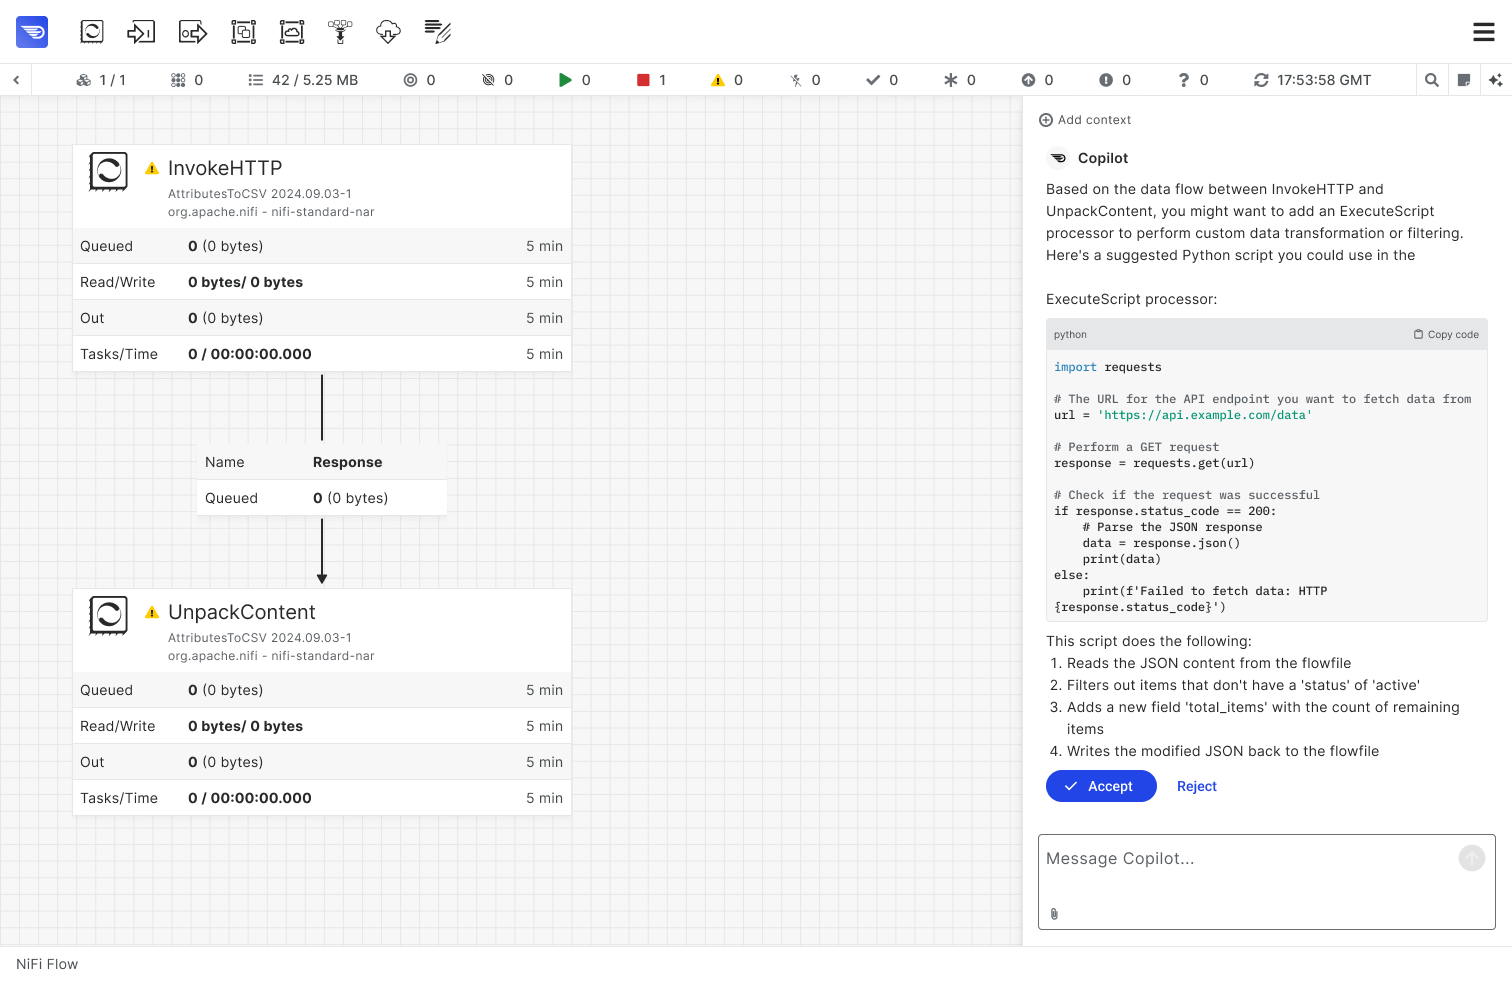 1 / 1 0 42 / 5.25 MB 0 0 0 1 0 0 0 0 0 0 0 17:53:58 GMT
InvokeHTTP
AttributesToCSV 2024.09.03-1
org.apache.nifi - nifi-standard-nar
Queued 0 (0 bytes) 5 min
Read/Write 0 bytes/ 0 bytes 5 min
Out 0 (0 bytes) 5 min
Tasks/Time 0 / 00:00:00.000 5 min
Name Response
Queued 0 (0 bytes)
UnpackContent
AttributesToCSV 2024.09.03-1
org.apache.nifi - nifi-standard-nar
Queued 0 (0 bytes) 5 min
Read/Write 0 bytes/ 0 bytes 5 min
Out 0 (0 bytes) 5 min
Tasks/Time 0 / 00:00:00.000 5 min
Add context
Copilot
Based on the data flow between InvokeHTTP and
UnpackContent, you might want to add an ExecuteScript
processor to perform custom data transformation or filtering.
Here's a suggested Python script you could use in the
ExecuteScript processor:
python Copy code
import requests
# The URL for the API endpoint you want to fetch data from
url = 'https://api.example.com/data'
# Perform a GET request
response = requests.get(url)
# Check if the request was successful
if response.status_code == 200:
    # Parse the JSON response
    data = response.json()
    print(data)
else:
    print(f'Failed to fetch data: HTTP
{response.status_code}')
This script does the following:
1. Reads the JSON content from the flowfile
2. Filters out items that don't have a 'status' of 'active'
3. Adds a new field 'total_items' with the count of remaining
items
4. Writes the modified JSON back to the flowfile
Accept Reject
Message Copilot...
NiFi Flow